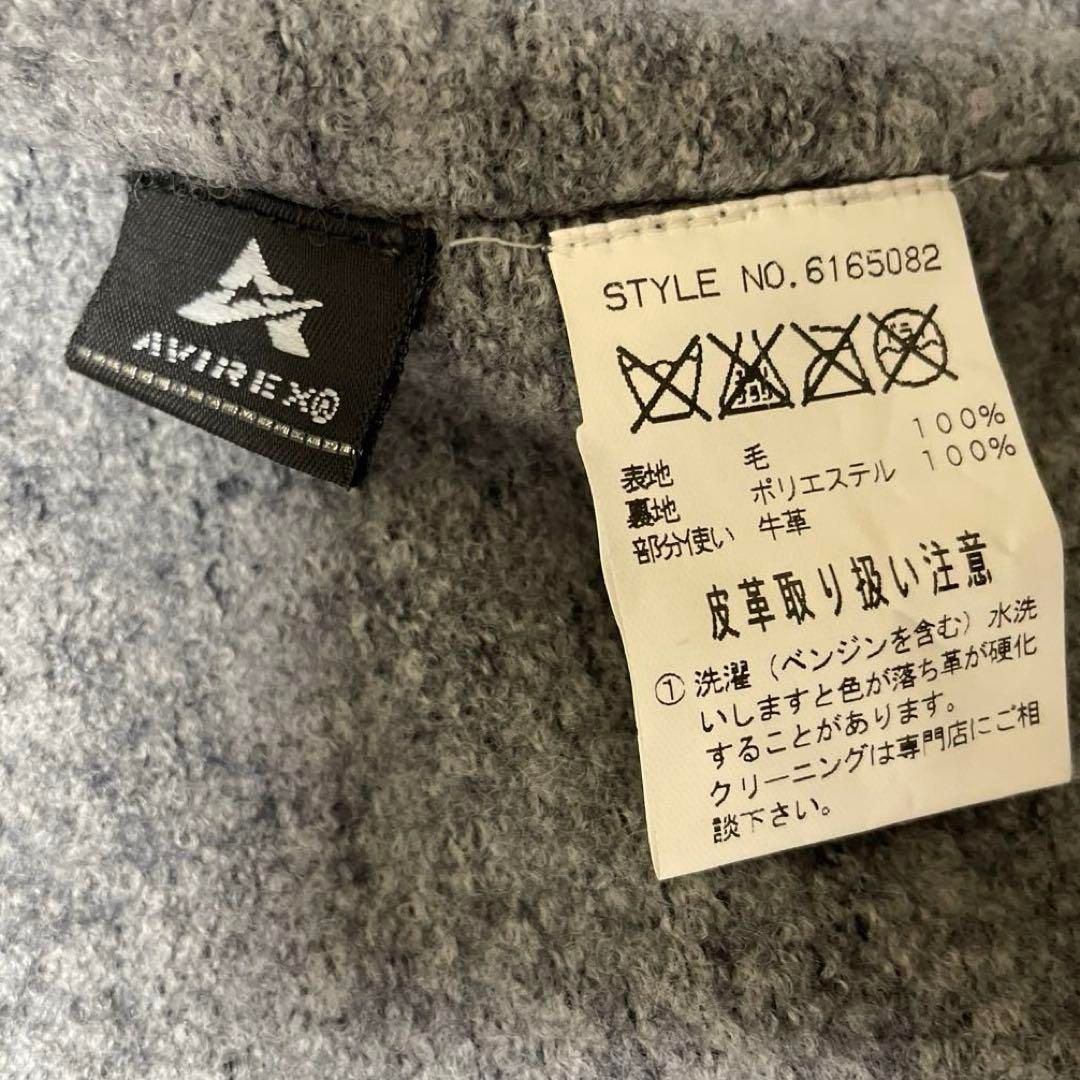 AVIREX®
STYLE NO.6165082
表地 毛 100%
裏地 ポリエステル 100%
部分使い 牛革
皮革取り扱い注意
① 洗濯（ベンジンを含む）水洗
いしますと色が落ち革が硬化
することがあります。
クリーニングは専門店にご相
談下さい。